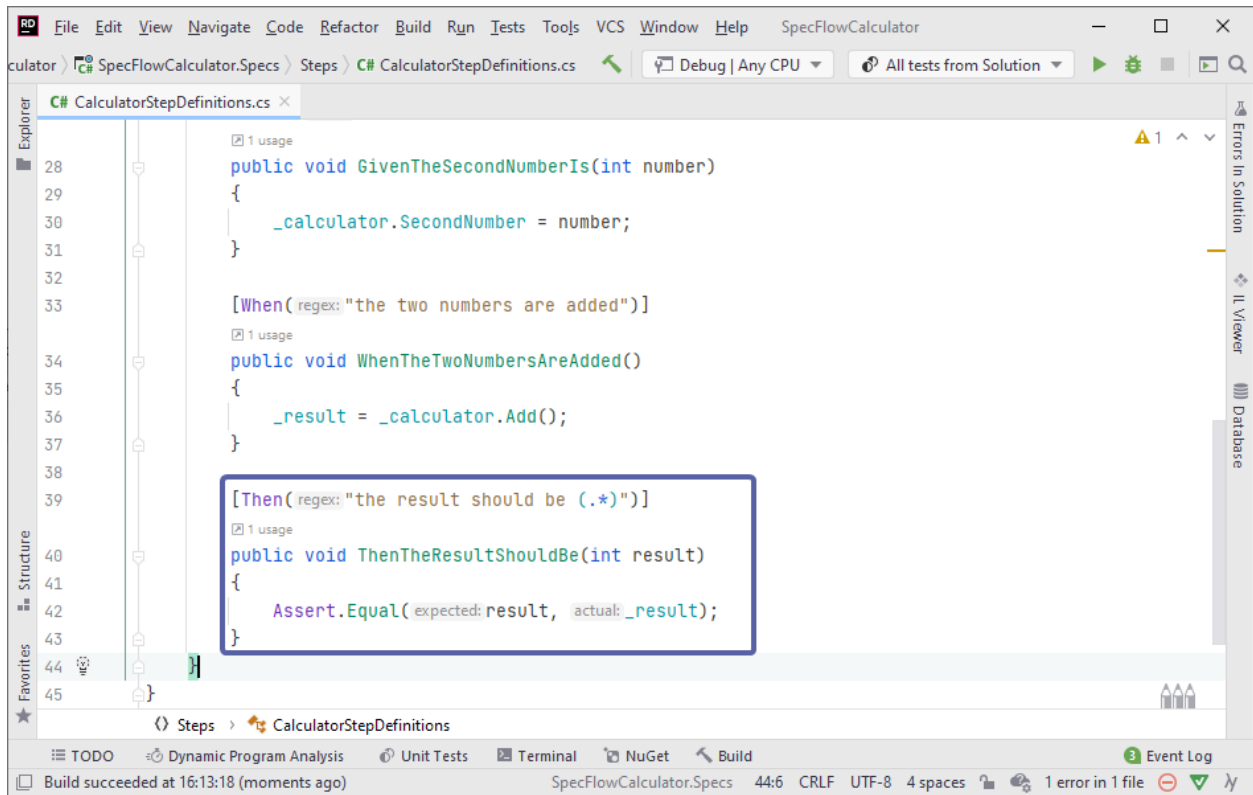 RD File Edit View Navigate Code Refactor Build Run Tests Tools VCS Window Help SpecFlowCalculator
culator SpecFlowCalculator.Specs Steps C# CalculatorStepDefinitions.cs Debug | Any CPU All tests from Solution
C# CalculatorStepDefinitions.cs
Explorer
Structure
Favorites
1
1 usage
28 public void GivenTheSecondNumberIs(int number)
29 {
30 _calculator.SecondNumber = number;
31 }
32
33 [When( regex: "the two numbers are added")]
1 usage
34 public void WhenTheTwoNumbersAreAdded()
35 {
36 _result = _calculator.Add();
37 }
38
39 [Then( regex: "the result should be (.*)")]
1 usage
40 public void ThenTheResultShouldBe(int result)
41 {
42 Assert.Equal( expected: result, actual: _result);
43 }
44 }
45 }
Errors In Solution
IL Viewer
Database
Steps CalculatorStepDefinitions
TODO Dynamic Program Analysis Unit Tests Terminal NuGet Build 3 Event Log
Build succeeded at 16:13:18 (moments ago) SpecFlowCalculator.Specs 44:6 CRLF UTF-8 4 spaces 1 error in 1 file